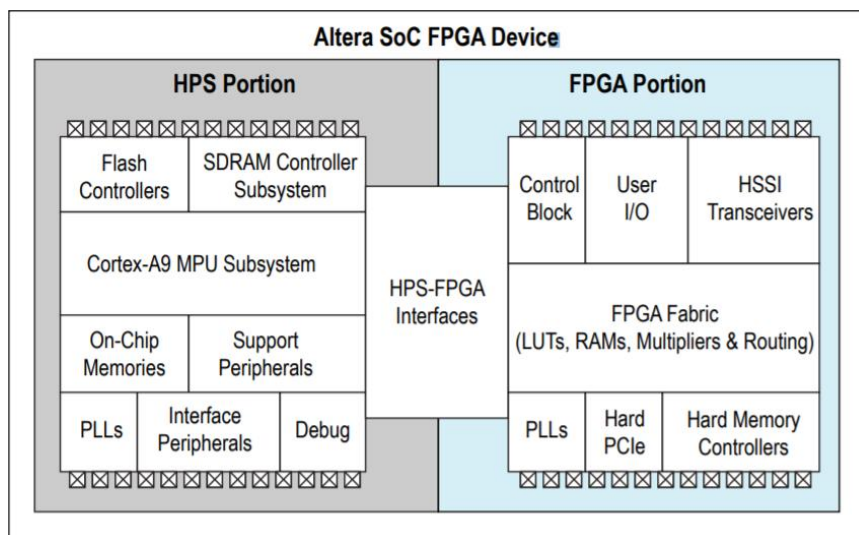 Altera SoC FPGA Device
HPS Portion
FPGA Portion
Flash
Controllers
SDRAM Controller
Subsystem
Cortex-A9 MPU Subsystem
On-Chip
Memories
Support
Peripherals
PLLs
Interface
Peripherals
Debug
HPS-FPGA
Interfaces
Control
Block
User
I/O
HSSI
Transceivers
FPGA Fabric
(LUTs, RAMs, Multipliers & Routing)
PLLs
Hard
PCIe
Hard Memory
Controllers